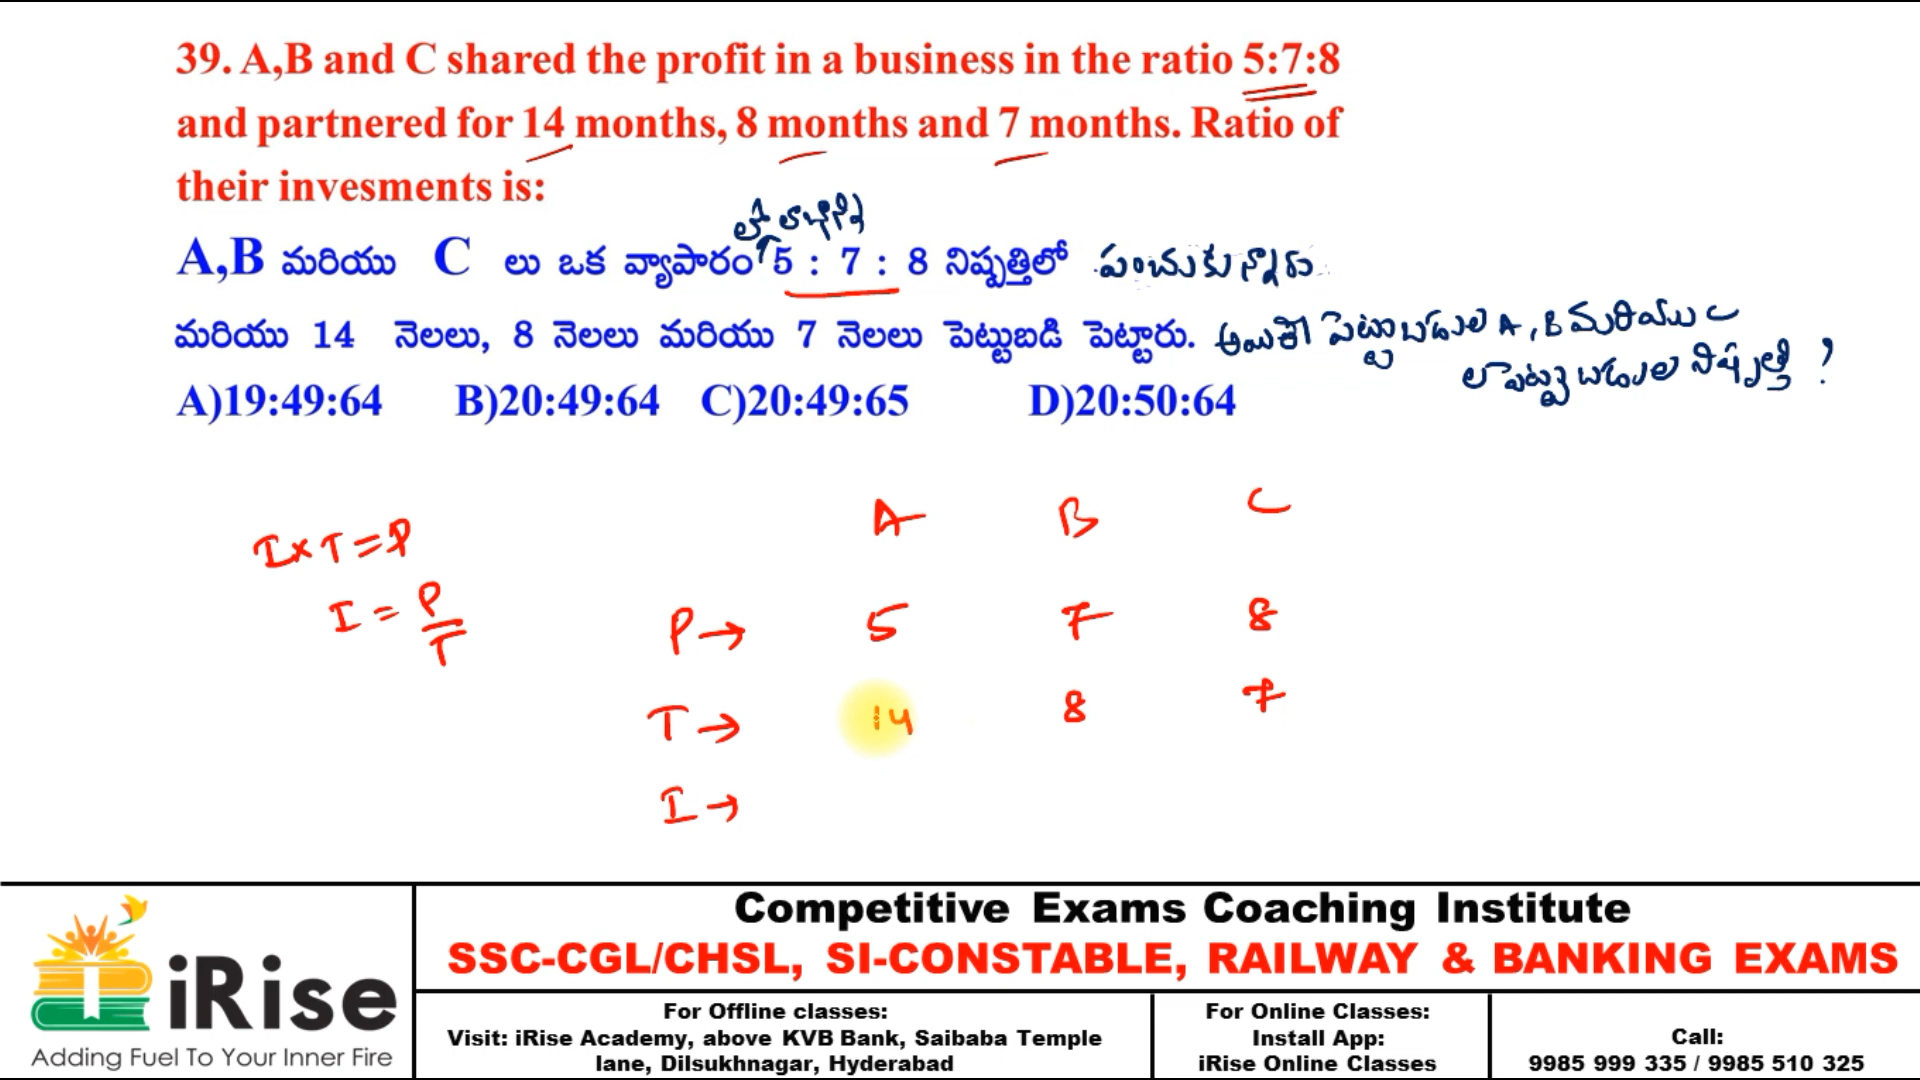 39. A,B and C shared the profit in a business in the ratio 5:7:8
and partnered for 14 months, 8 months and 7 months. Ratio of
their invesments is:
లో లాభాన్ని
A,B మరియు C లు ఒక వ్యాపారం 5 : 7 : 8 నిష్పత్తిలో పంచుకున్నారు
మరియు 14 నెలలు, 8 నెలలు మరియు 7 నెలలు పెట్టుబడి పెట్టారు. అయితే పెట్టుబడుల A, B మరియు C
ల పెట్టుబడుల నిష్పత్తి ?
A)19:49:64 B)20:49:64 C)20:49:65 D)20:50:64
A B C
I×T=P
I = P/T
P→ 5 7 8
T→ 14 8 7
I→
iRise
Adding Fuel To Your Inner Fire
Competitive Exams Coaching Institute
SSC-CGL/CHSL, SI-CONSTABLE, RAILWAY & BANKING EXAMS
For Offline classes:
Visit: iRise Academy, above KVB Bank, Saibaba Temple
lane, Dilsukhnagar, Hyderabad
For Online Classes:
Install App:
iRise Online Classes
Call:
9985 999 335 / 9985 510 325